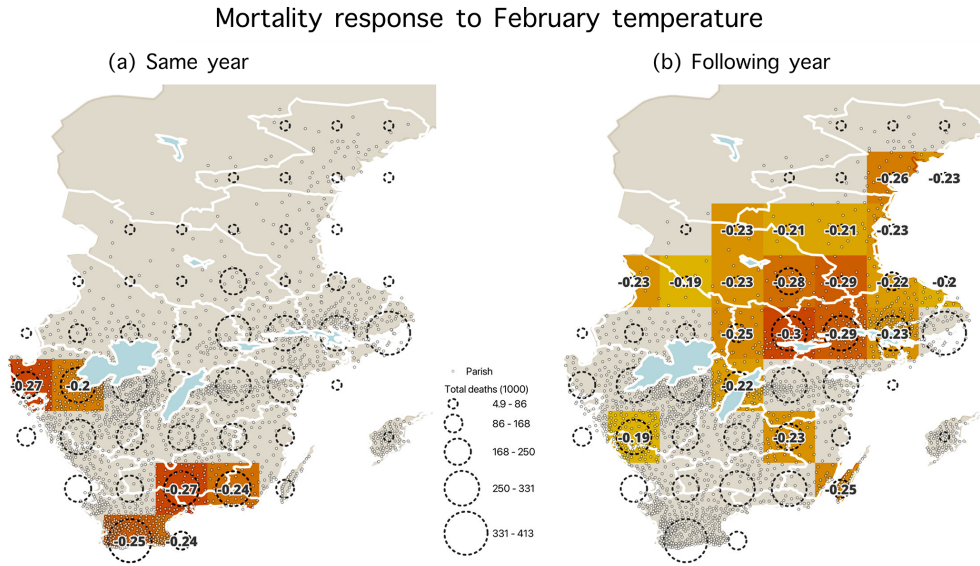 Mortality response to February temperature
(a) Same year
(b) Following year
-0.26 -0.23
-0.23 -0.21 -0.21 -0.23
-0.23 -0.19 -0.23 -0.28 -0.29 -0.22 -0.2
-0.25 -0.3 -0.29 -0.23
-0.27 -0.2
-0.22
Parish
Total deaths (1000)
4.9 - 86
86 - 168
168 - 250
250 - 331
331 - 413
-0.19 -0.23
-0.27 -0.24
-0.25
-0.25 -0.24